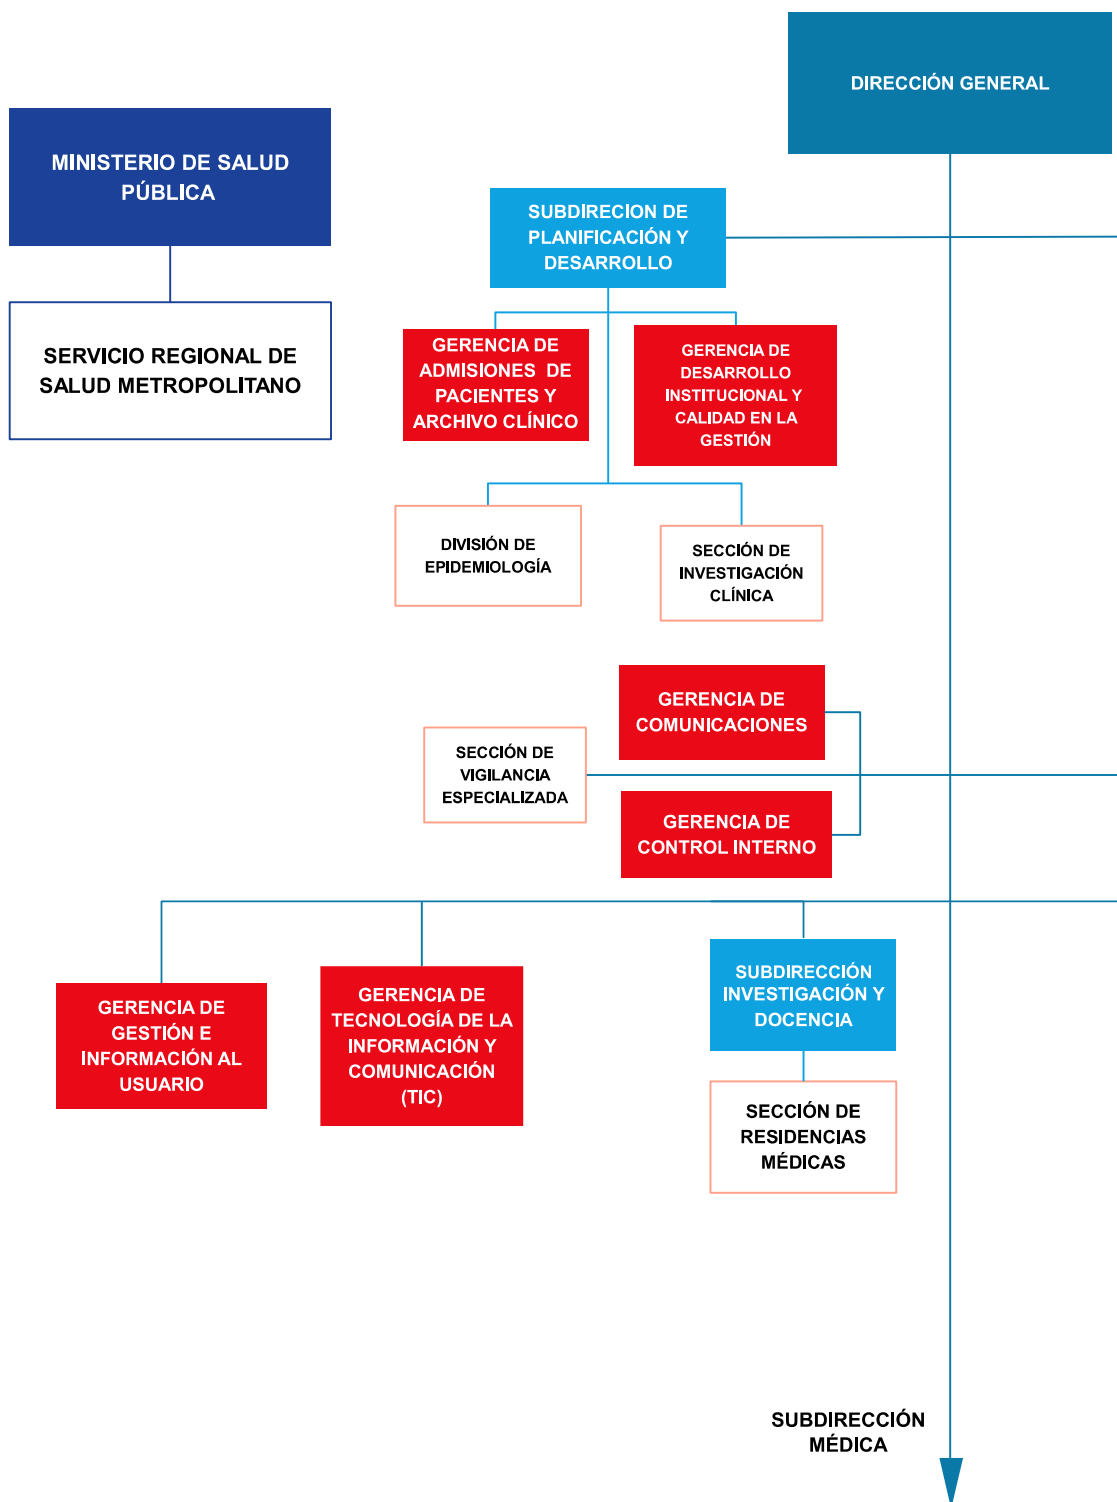 DIRECCIÓN GENERAL
MINISTERIO DE SALUD
PÚBLICA
SERVICIO REGIONAL DE
SALUD METROPOLITANO
SUBDIRECION DE
PLANIFICACIÓN Y
DESARROLLO
GERENCIA DE
ADMISIONES DE
PACIENTES Y
ARCHIVO CLÍNICO
GERENCIA DE
DESARROLLO
INSTITUCIONAL Y
CALIDAD EN LA
GESTIÓN
DIVISIÓN DE
EPIDEMIOLOGÍA
SECCIÓN DE
INVESTIGACIÓN
CLÍNICA
GERENCIA DE
COMUNICACIONES
SECCIÓN DE
VIGILANCIA
ESPECIALIZADA
GERENCIA DE
CONTROL INTERNO
GERENCIA DE
GESTIÓN E
INFORMACIÓN AL
USUARIO
GERENCIA DE
TECNOLOGÍA DE LA
INFORMACIÓN Y
COMUNICACIÓN
(TIC)
SUBDIRECCIÓN
INVESTIGACIÓN Y
DOCENCIA
SECCIÓN DE
RESIDENCIAS
MÉDICAS
SUBDIRECCIÓN
MÉDICA